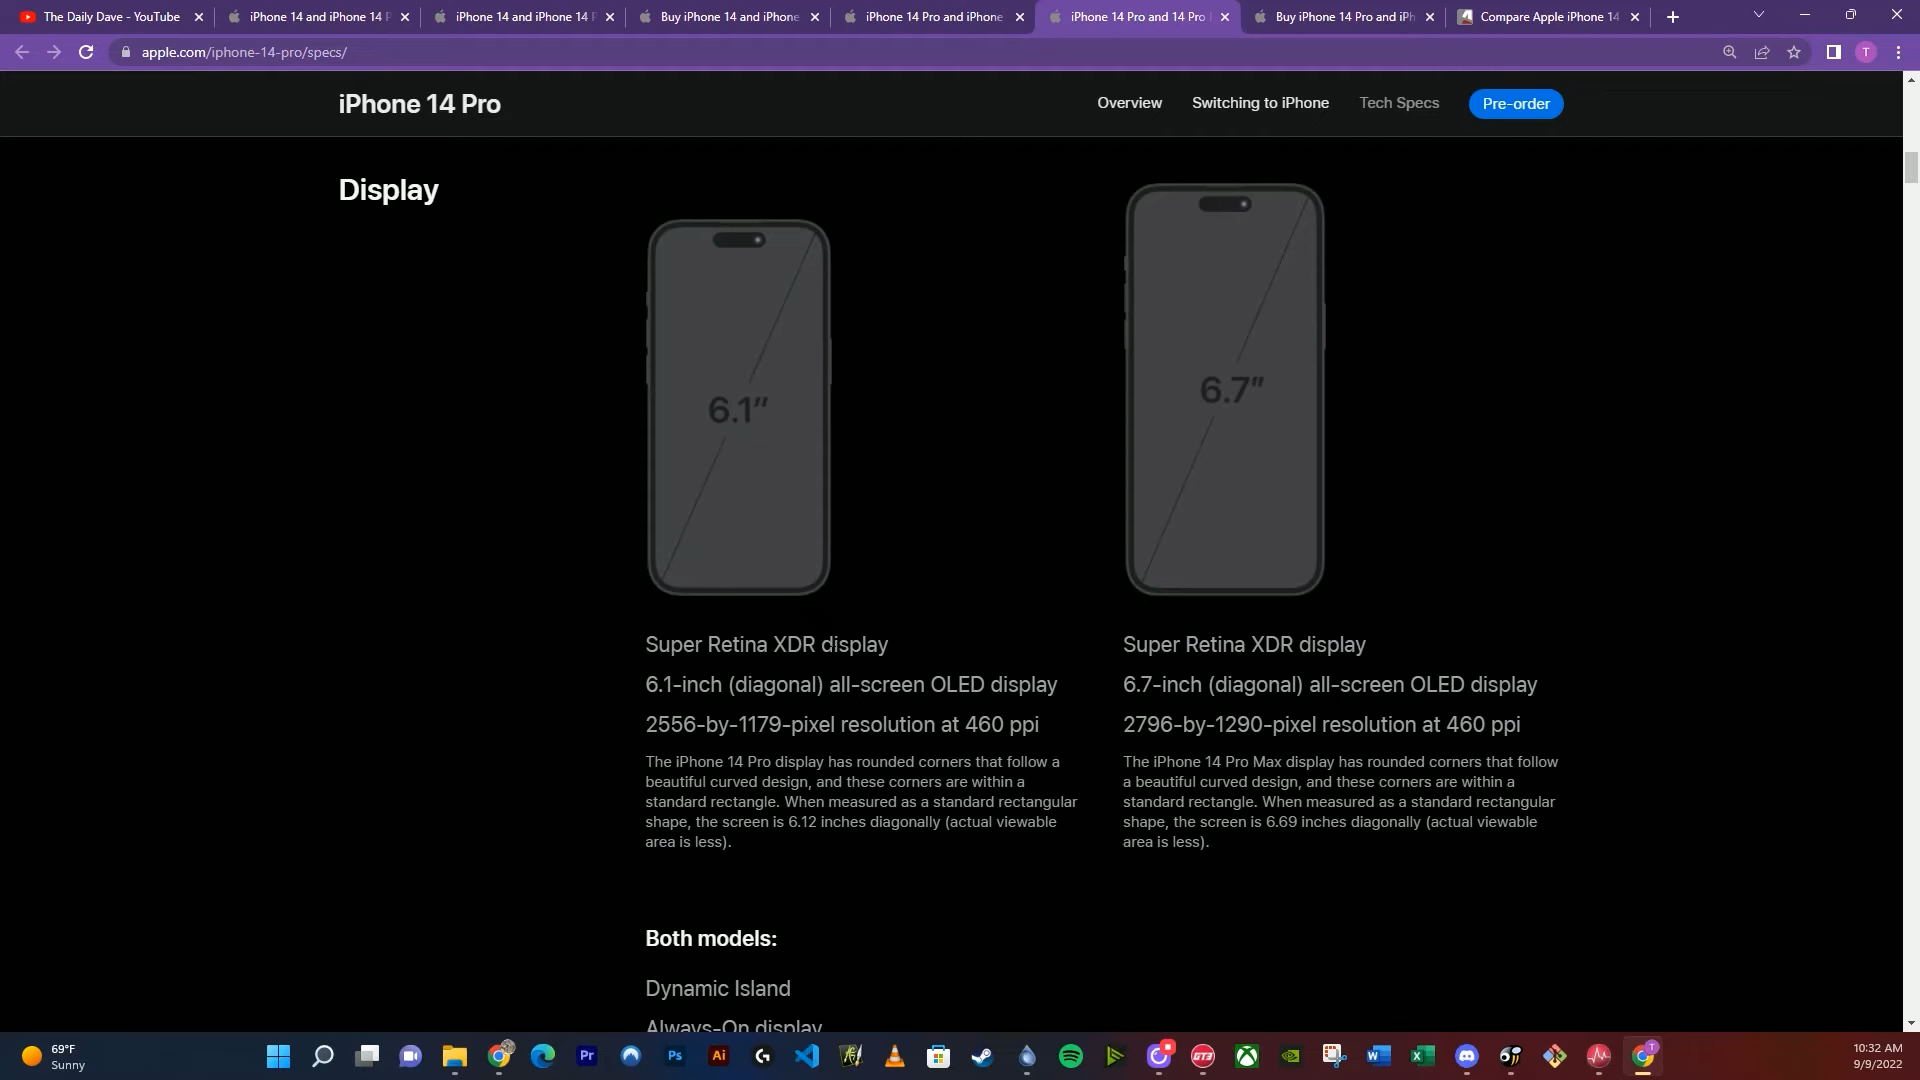 The Daily Dave - YouTube
iPhone 14 and iPhone 14 P
iPhone 14 and iPhone 14 P
Buy iPhone 14 and iPhone
iPhone 14 Pro and iPhone
iPhone 14 Pro and 14 Pro
Buy iPhone 14 Pro and iPh
Compare Apple iPhone 14
apple.com/iphone-14-pro/specs/
T
iPhone 14 Pro
Overview
Switching to iPhone
Tech Specs
Pre-order
Display
6.1″
6.7″
Super Retina XDR display
6.1-inch (diagonal) all-screen OLED display
2556-by-1179-pixel resolution at 460 ppi
The iPhone 14 Pro display has rounded corners that follow a
beautiful curved design, and these corners are within a
standard rectangle. When measured as a standard rectangular
shape, the screen is 6.12 inches diagonally (actual viewable
area is less).
Super Retina XDR display
6.7-inch (diagonal) all-screen OLED display
2796-by-1290-pixel resolution at 460 ppi
The iPhone 14 Pro Max display has rounded corners that follow
a beautiful curved design, and these corners are within a
standard rectangle. When measured as a standard rectangular
shape, the screen is 6.69 inches diagonally (actual viewable
area is less).
Both models:
Dynamic Island
Always-On display
69°F
Sunny
Pr
Ps
Ai
GT3
W
X
T
10:32 AM
9/9/2022